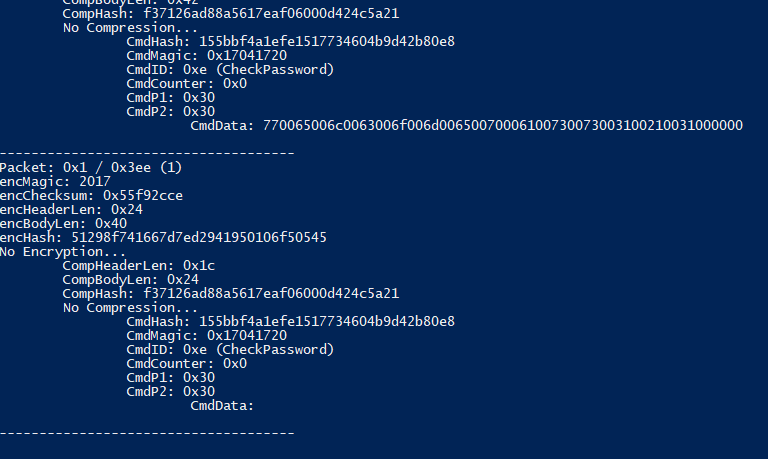 CompBodyLen: 0x42
CompHash: f37126ad88a5617eaf06000d424c5a21
No Compression...
CmdHash: 155bbf4a1efe1517734604b9d42b80e8
CmdMagic: 0x17041720
CmdID: 0xe (CheckPassword)
CmdCounter: 0x0
CmdP1: 0x30
CmdP2: 0x30
CmdData: 770065006c0063006f006d00650070006100730073003100210031000000
-------------------------------------
Packet: 0x1 / 0x3ee (1)
encMagic: 2017
encChecksum: 0x55f92cce
encHeaderLen: 0x24
encBodyLen: 0x40
encHash: 51298f741667d7ed2941950106f50545
No Encryption...
CompHeaderLen: 0x1c
CompBodyLen: 0x24
CompHash: f37126ad88a5617eaf06000d424c5a21
No Compression...
CmdHash: 155bbf4a1efe1517734604b9d42b80e8
CmdMagic: 0x17041720
CmdID: 0xe (CheckPassword)
CmdCounter: 0x0
CmdP1: 0x30
CmdP2: 0x30
CmdData:
-------------------------------------